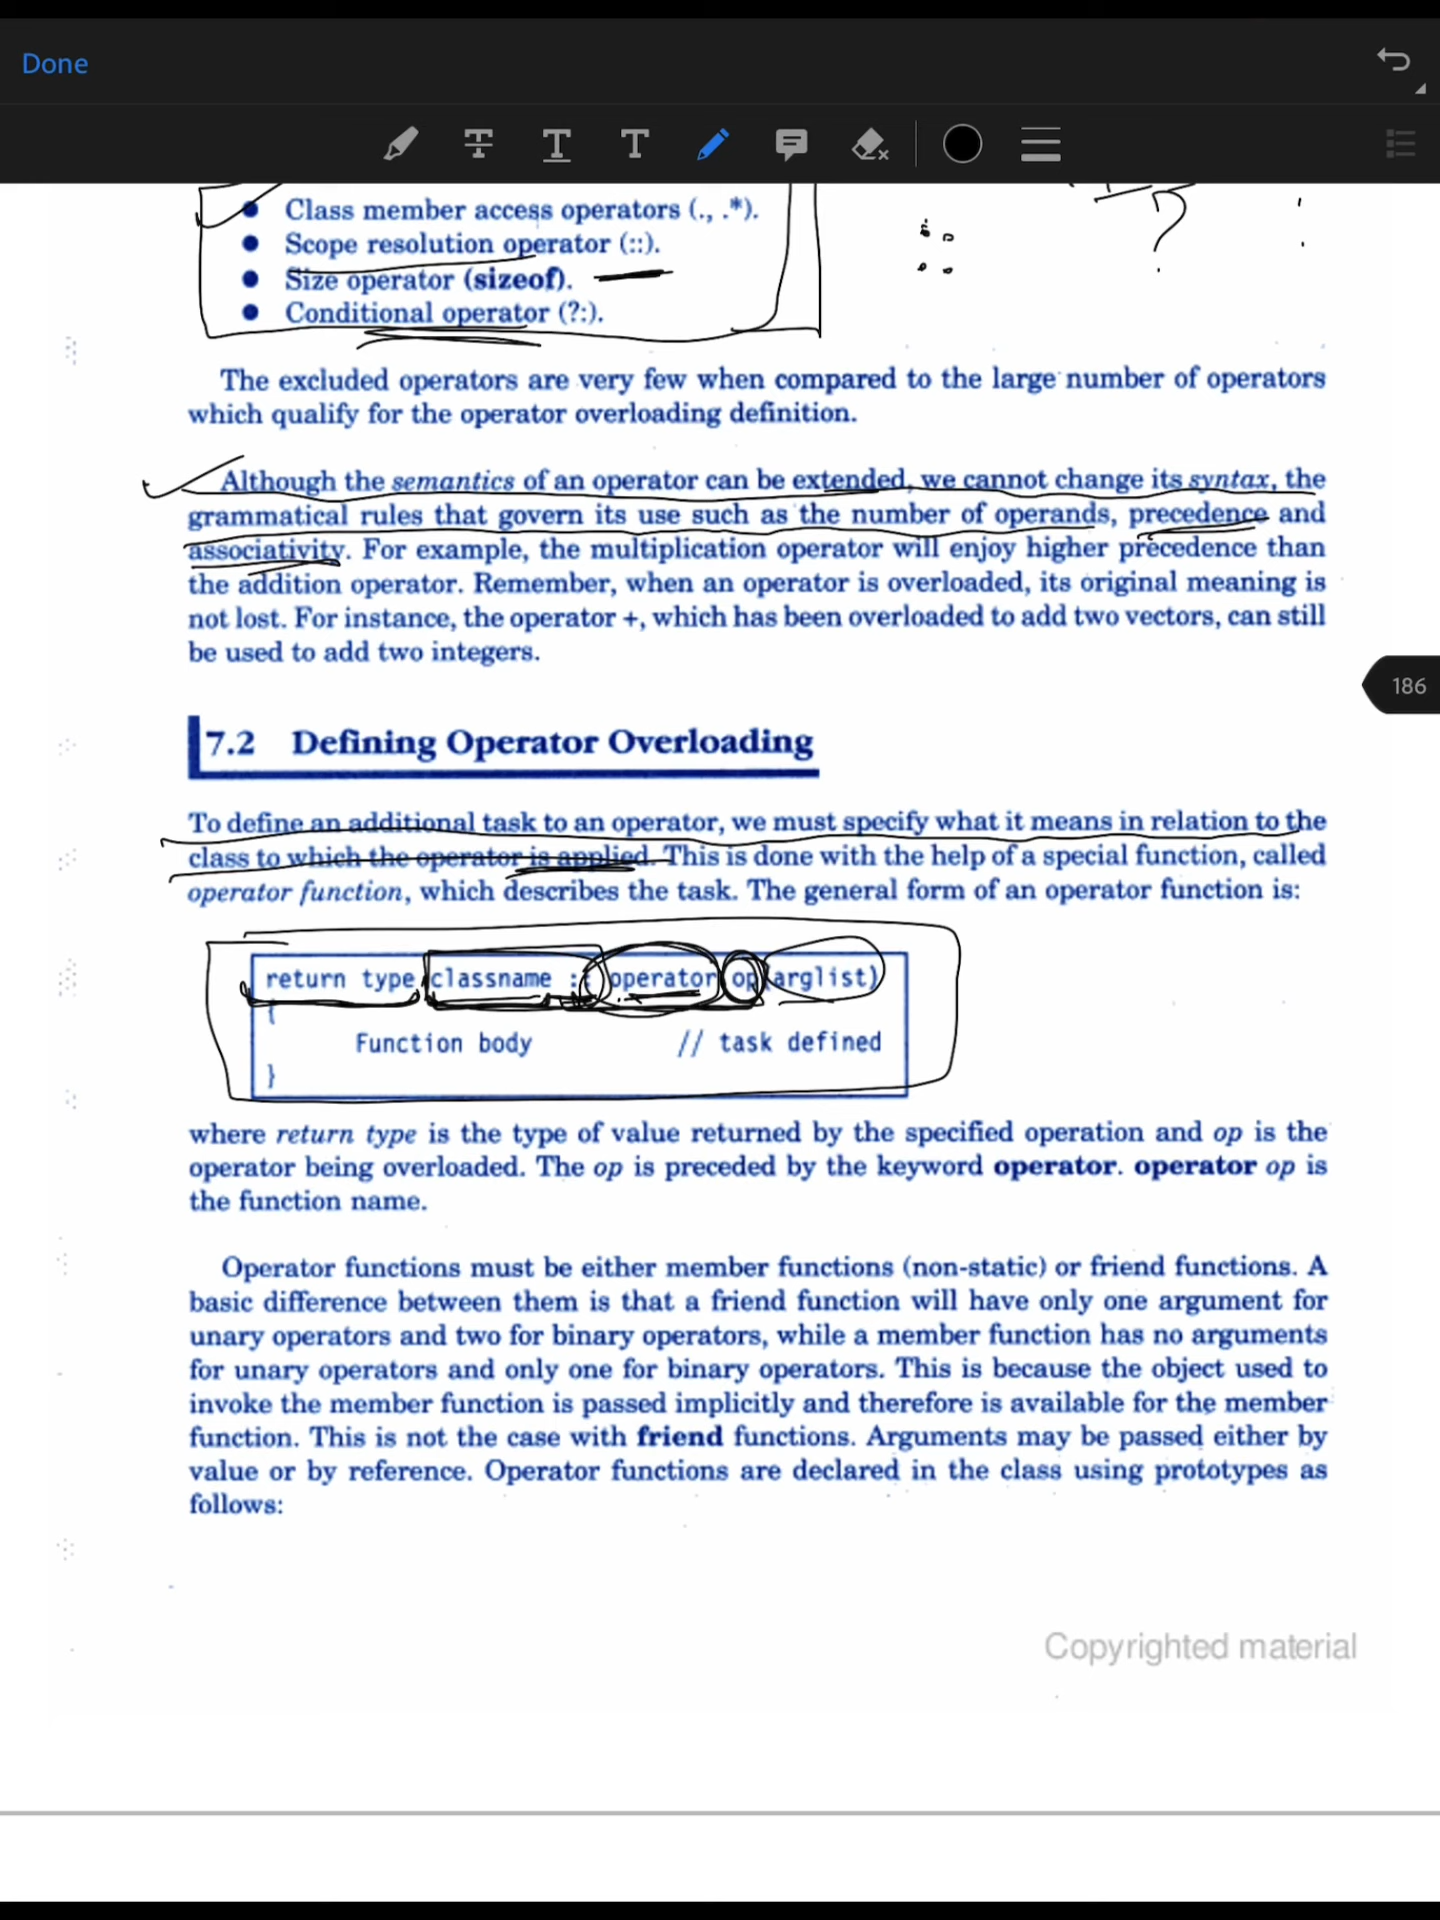 Done
• Class member access operators (., .*).
• Scope resolution operator (::).
• Size operator (sizeof).
• Conditional operator (?:).
The excluded operators are very few when compared to the large number of operators
which qualify for the operator overloading definition.
Although the semantics of an operator can be extended, we cannot change its syntax, the
grammatical rules that govern its use such as the number of operands, precedence and
associativity. For example, the multiplication operator will enjoy higher precedence than
the addition operator. Remember, when an operator is overloaded, its original meaning is
not lost. For instance, the operator +, which has been overloaded to add two vectors, can still
be used to add two integers.
186
7.2 Defining Operator Overloading
To define an additional task to an operator, we must specify what it means in relation to the
class to which the operator is applied. This is done with the help of a special function, called
operator function, which describes the task. The general form of an operator function is:
return type classname :: operator op(arglist)
{
Function body // task defined
}
where return type is the type of value returned by the specified operation and op is the
operator being overloaded. The op is preceded by the keyword operator. operator op is
the function name.
Operator functions must be either member functions (non-static) or friend functions. A
basic difference between them is that a friend function will have only one argument for
unary operators and two for binary operators, while a member function has no arguments
for unary operators and only one for binary operators. This is because the object used to
invoke the member function is passed implicitly and therefore is available for the member
function. This is not the case with friend functions. Arguments may be passed either by
value or by reference. Operator functions are declared in the class using prototypes as
follows:
Copyrighted material